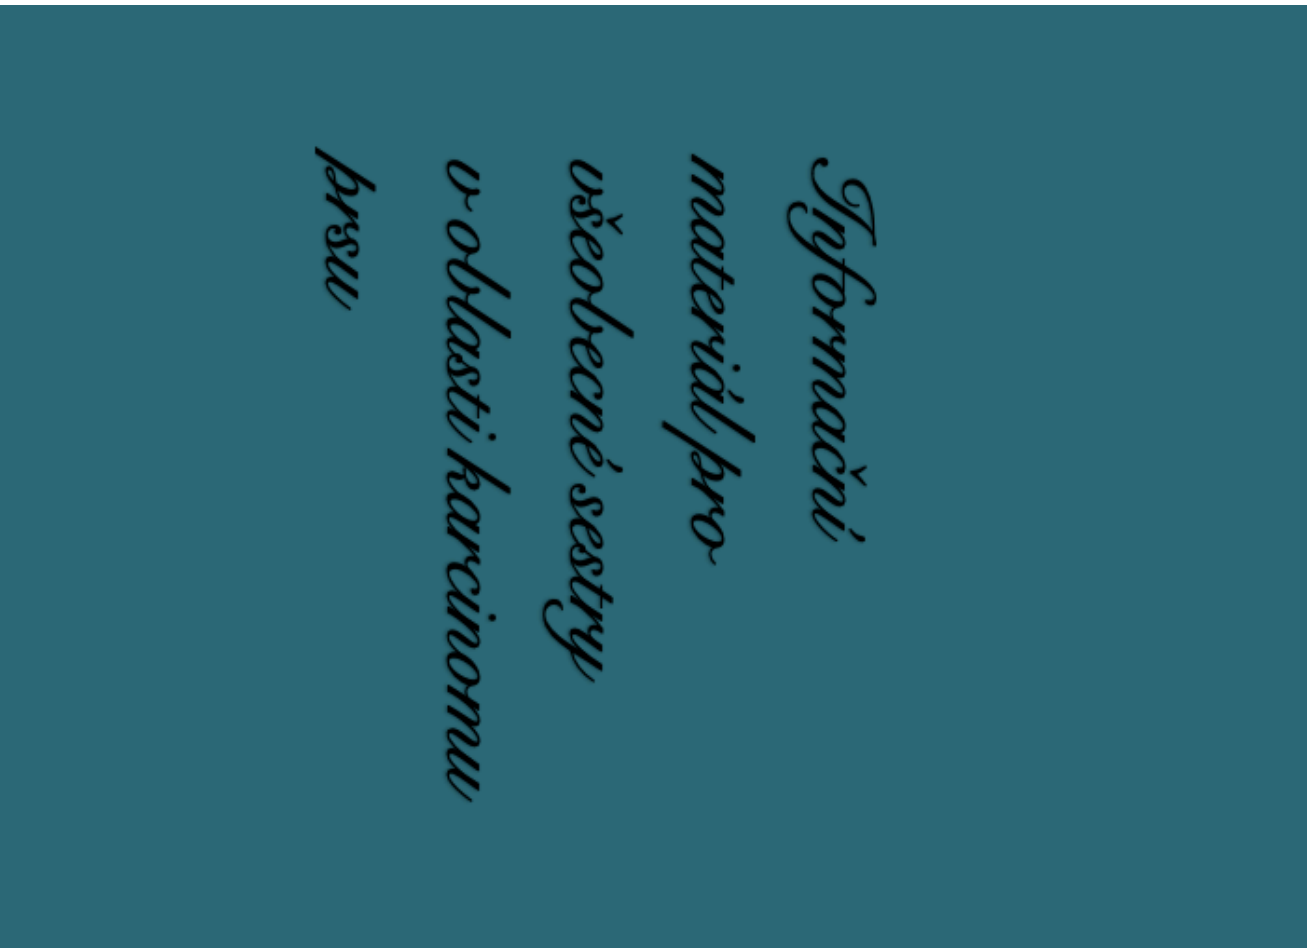 Informační
materiál pro
všeobecné sestry
v oblasti karcinomu
prsu